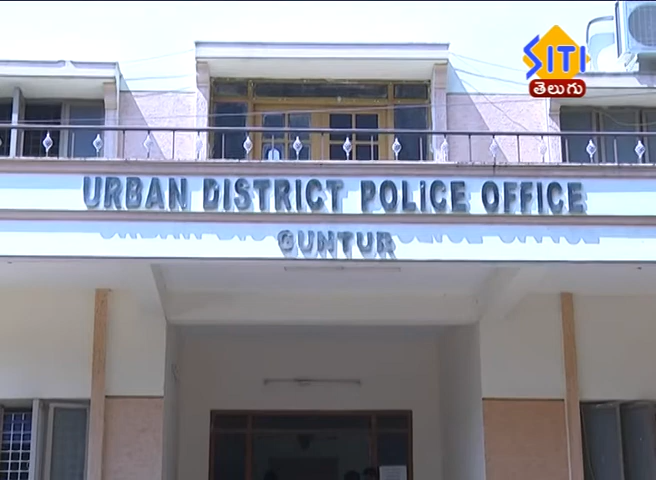 SITI
తెలుగు
URBAN DISTRICT POLiCE OFFICE
GUNTUR